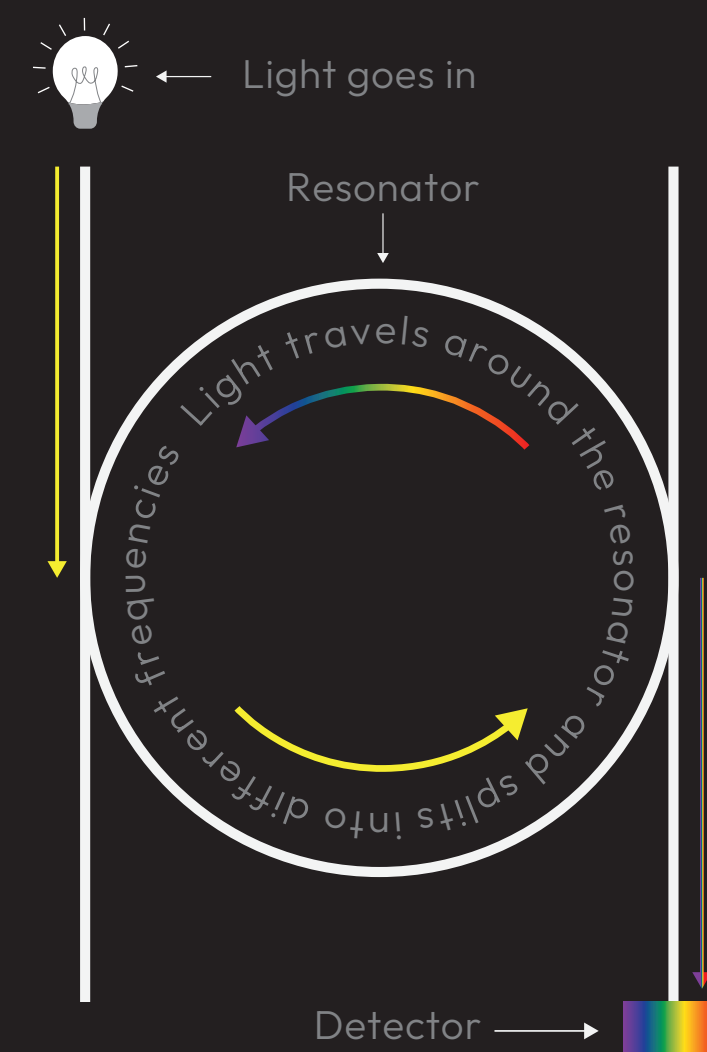 Light goes in
Resonator
Light travels around the resonator and splits into different frequencies
Detector